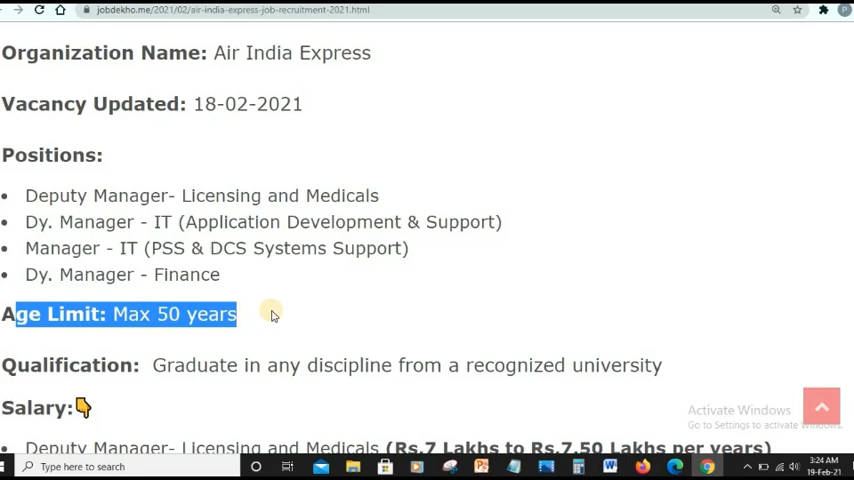 jobdekho.me/2021/02/air-india-express-job-recruitment-2021.html
Organization Name: Air India Express
Vacancy Updated: 18-02-2021
Positions:
Deputy Manager- Licensing and Medicals
Dy. Manager - IT (Application Development & Support)
Manager - IT (PSS & DCS Systems Support)
Dy. Manager - Finance
Age Limit: Max 50 years
Qualification: Graduate in any discipline from a recognized university
Salary:👇
Activate Windows
Go to Settings to activate Windows.
Deputy Manager- Licensing and Medicals (Rs.7 Lakhs to Rs.7.50 Lakhs per years)
Type here to search
3:24 AM
19-Feb-21